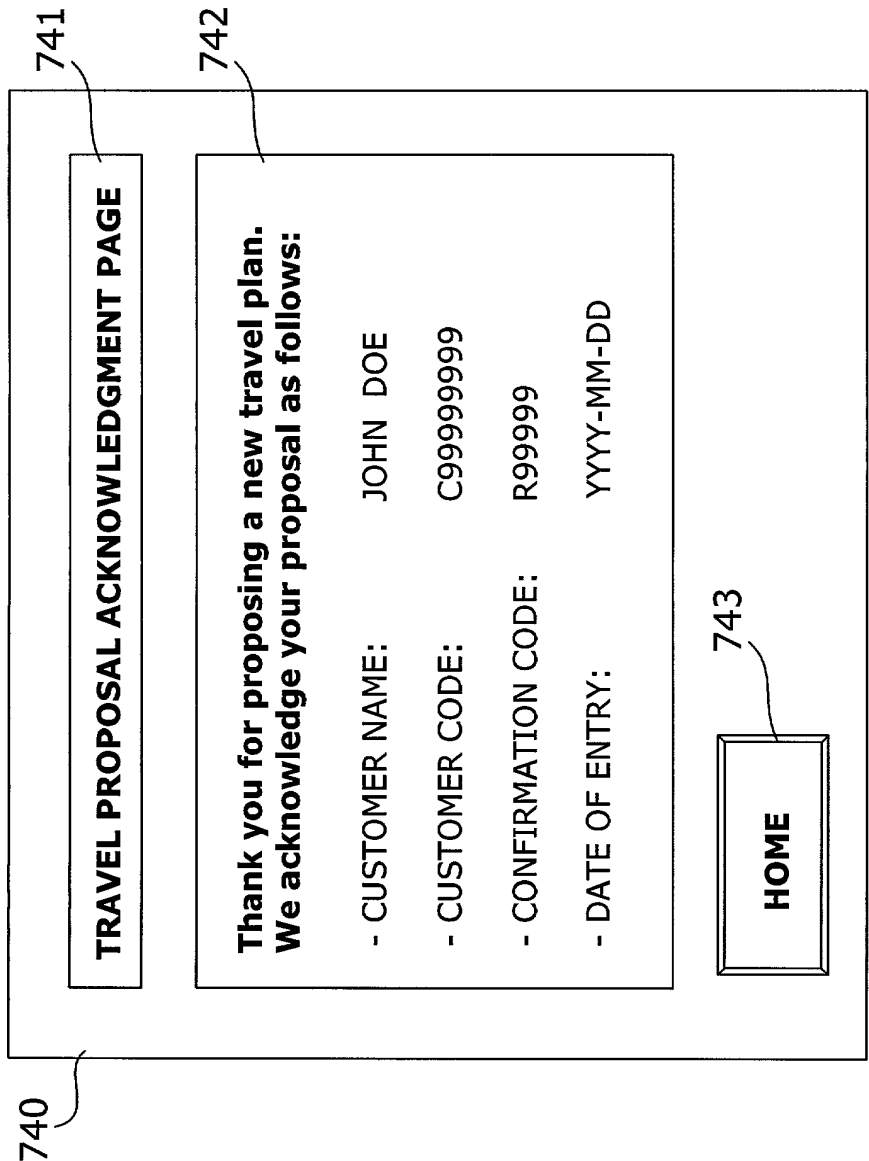 740
741
TRAVEL PROPOSAL ACKNOWLEDGMENT PAGE
742
Thank you for proposing a new travel plan.
We acknowledge your proposal as follows:
- CUSTOMER NAME: JOHN DOE
- CUSTOMER CODE: C99999999
- CONFIRMATION CODE: R99999
- DATE OF ENTRY: YYYY-MM-DD
743
HOME